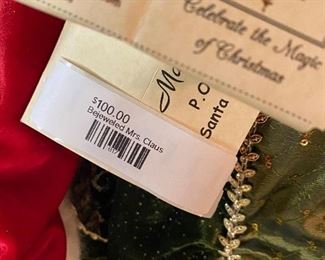 Celebrate the Magic
of Christmas
P.O
Santa
$100.00
Bejeweled Mrs. Claus